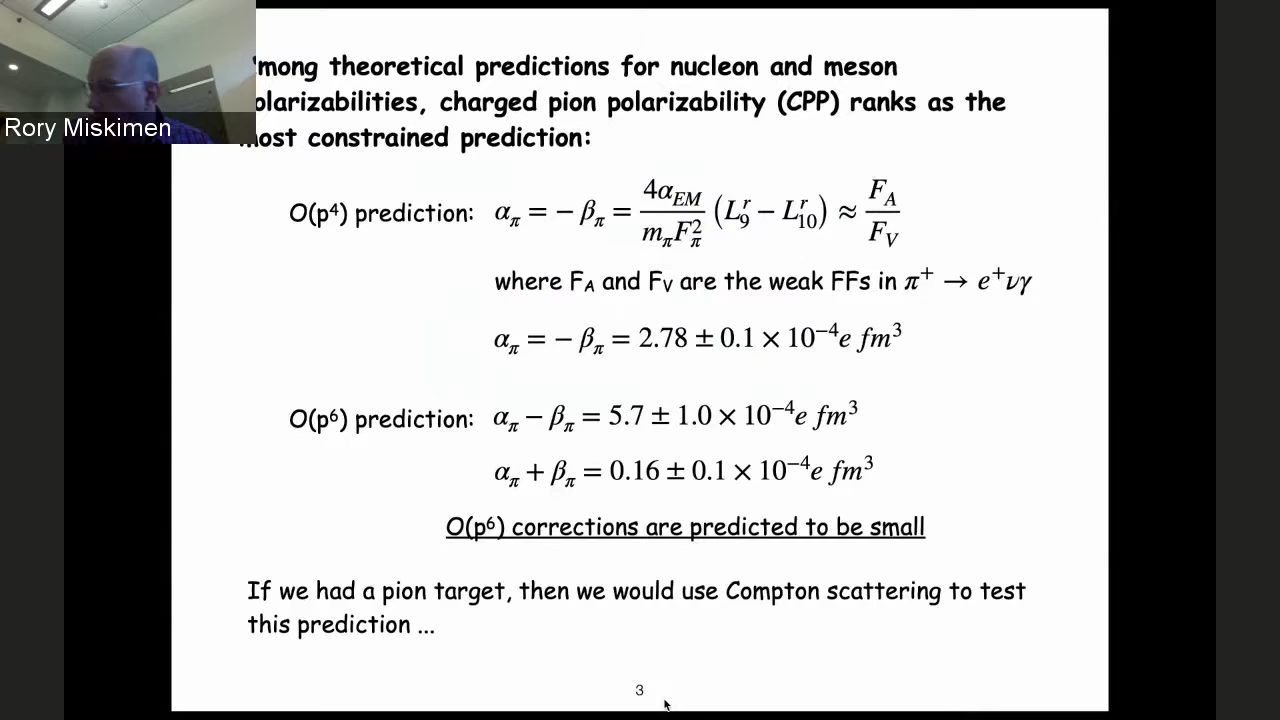 mong theoretical predictions for nucleon and meson
olarizabilities, charged pion polarizability (CPP) ranks as the
most constrained prediction:
Rory Miskimen
O(p⁴) prediction: α_π = − β_π = 4α_EM / (m_π F_π²) (L₉ʳ − L₁₀ʳ) ≈ F_A / F_V
where F_A and F_V are the weak FFs in π⁺ → e⁺νγ
α_π = − β_π = 2.78 ± 0.1 × 10⁻⁴e fm³
O(p⁶) prediction: α_π − β_π = 5.7 ± 1.0 × 10⁻⁴e fm³
α_π + β_π = 0.16 ± 0.1 × 10⁻⁴e fm³
O(p⁶) corrections are predicted to be small
If we had a pion target, then we would use Compton scattering to test
this prediction ...
3